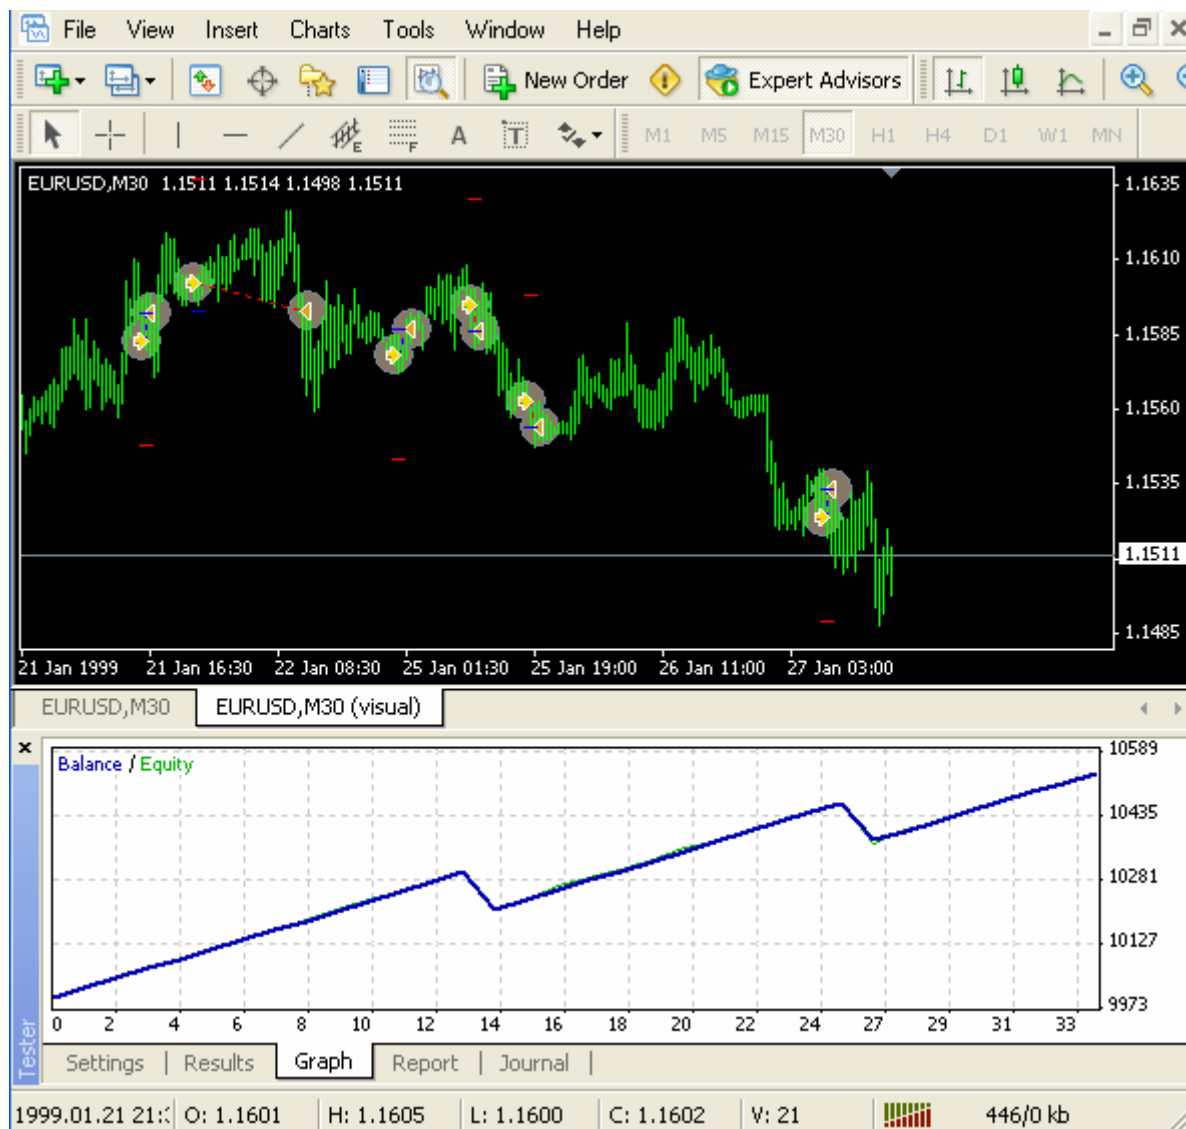 File View Insert Charts Tools Window Help
New Order Expert Advisors
E F A T M1 M5 M15 M30 H1 H4 D1 W1 MN
EURUSD,M30 1.1511 1.1514 1.1498 1.1511
1.1635
1.1610
1.1585
1.1560
1.1535
1.1511
1.1485
21 Jan 1999 21 Jan 16:30 22 Jan 08:30 25 Jan 01:30 25 Jan 19:00 26 Jan 11:00 27 Jan 03:00
EURUSD,M30 EURUSD,M30 (visual)
Balance / Equity
10589
10435
10281
10127
9973
0 2 4 6 8 10 12 14 16 18 20 22 24 27 29 31 33
Tester
Settings Results Graph Report Journal
1999.01.21 21: O: 1.1601 H: 1.1605 L: 1.1600 C: 1.1602 V: 21 446/0 kb